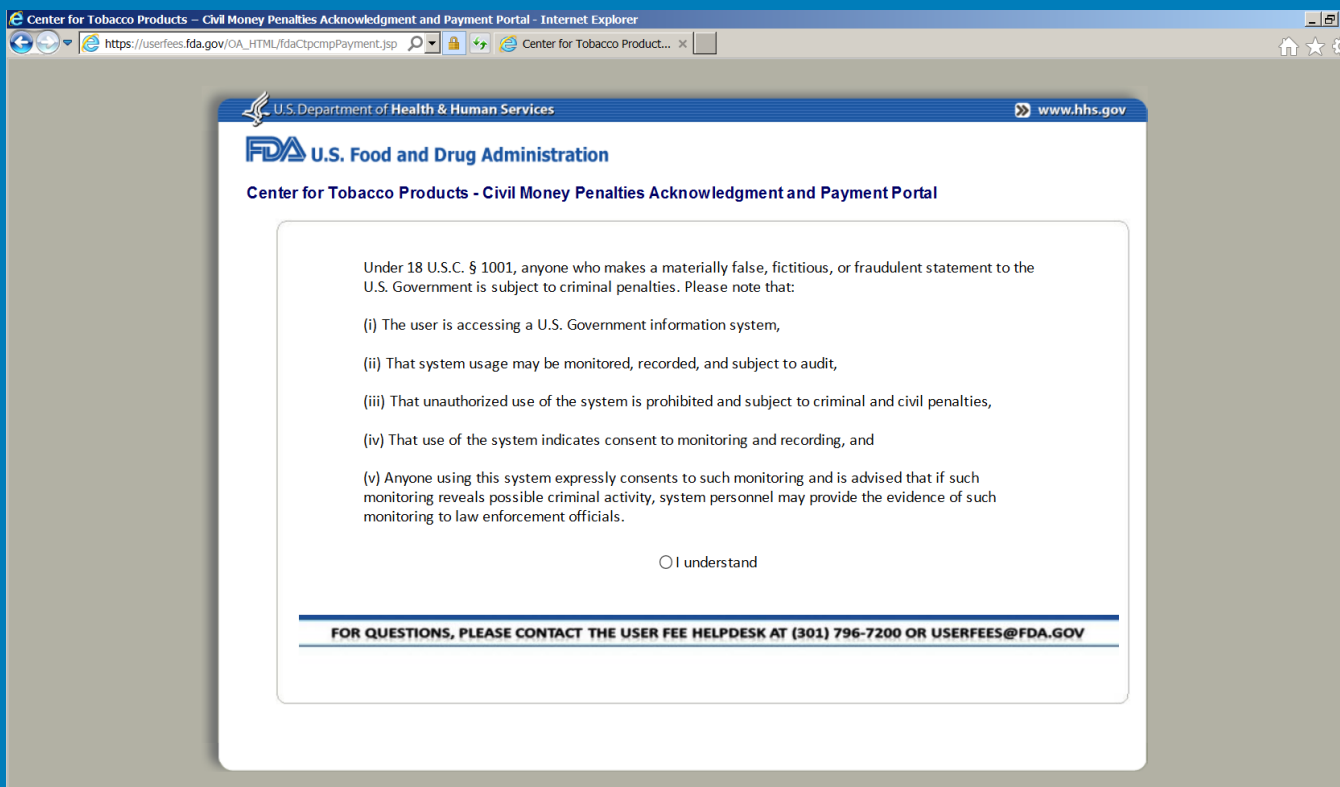 Center for Tobacco Products – Civil Money Penalties Acknowledgment and Payment Portal - Internet Explorer
https://userfees.fda.gov/OA_HTML/fdaCtpcmpPayment.jsp
Center for Tobacco Product...
U.S. Department of Health & Human Services
www.hhs.gov
FDA U.S. Food and Drug Administration
Center for Tobacco Products - Civil Money Penalties Acknowledgment and Payment Portal
Under 18 U.S.C. § 1001, anyone who makes a materially false, fictitious, or fraudulent statement to the
U.S. Government is subject to criminal penalties. Please note that:
(i) The user is accessing a U.S. Government information system,
(ii) That system usage may be monitored, recorded, and subject to audit,
(iii) That unauthorized use of the system is prohibited and subject to criminal and civil penalties,
(iv) That use of the system indicates consent to monitoring and recording, and
(v) Anyone using this system expressly consents to such monitoring and is advised that if such
monitoring reveals possible criminal activity, system personnel may provide the evidence of such
monitoring to law enforcement officials.
I understand
FOR QUESTIONS, PLEASE CONTACT THE USER FEE HELPDESK AT (301) 796-7200 OR USERFEES@FDA.GOV